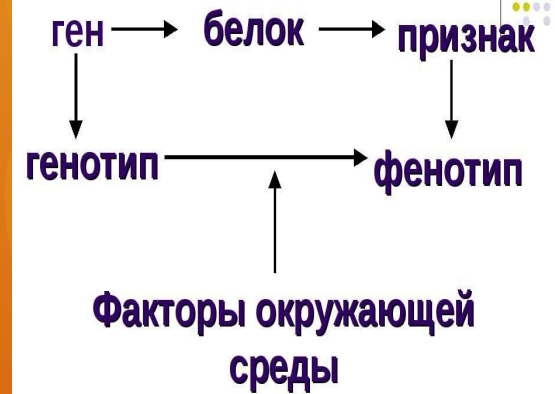 ген белок признак
генотип фенотип
Факторы окружающей
среды